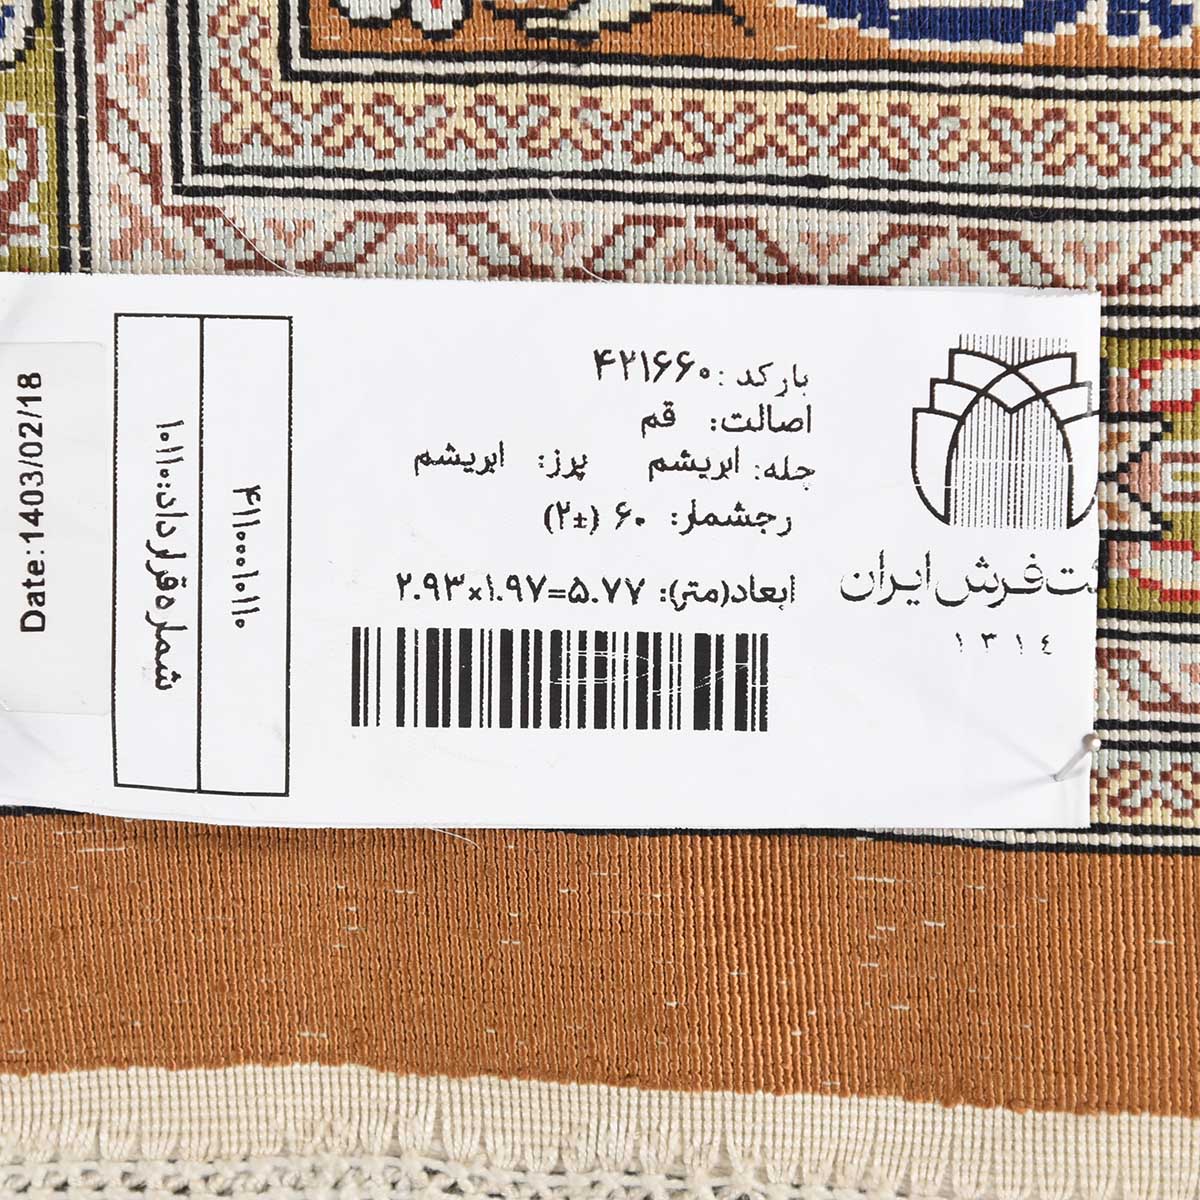 بارکد: ۴۲۱۶۶۰
اصالت: قم
چله: ابریشم پرز: ابریشم
رجشمار: ۶۰ (±۲)
ابعاد(متر): ۲.۹۳×۱.۹۷=۵.۷۷
فرش ایران
١٣١٤
۴۱۱۰۰۰۱۰۱۱۰
شماره قرارداد: ۱۰۱۱۰
Date:1403/02/18